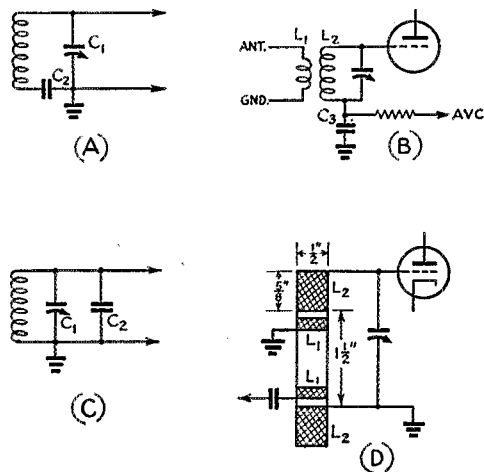 C1
C2
(A)
L1 L2
ANT.
GND.
C3
AVC
(B)
C1 C2
(C)
1/2"
5/8"
L2
L1
1 1/2"
L1
L2
(D)